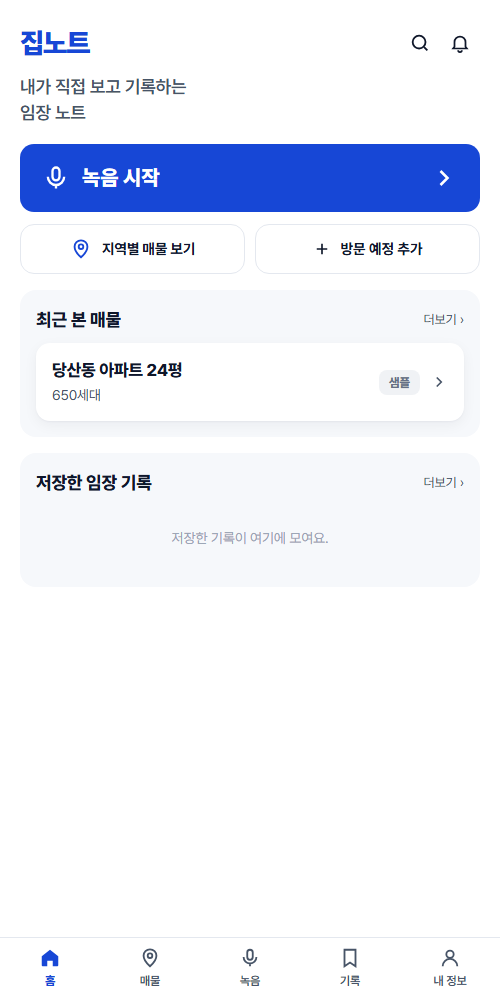 집노트
내가 직접 보고 기록하는
임장 노트
녹음 시작
지역별 매물 보기
방문 예정 추가
최근 본 매물
더보기 ›
당산동 아파트 24평
650세대
샘플
저장한 임장 기록
더보기 ›
저장한 기록이 여기에 모여요.
홈
매물
녹음
기록
내 정보